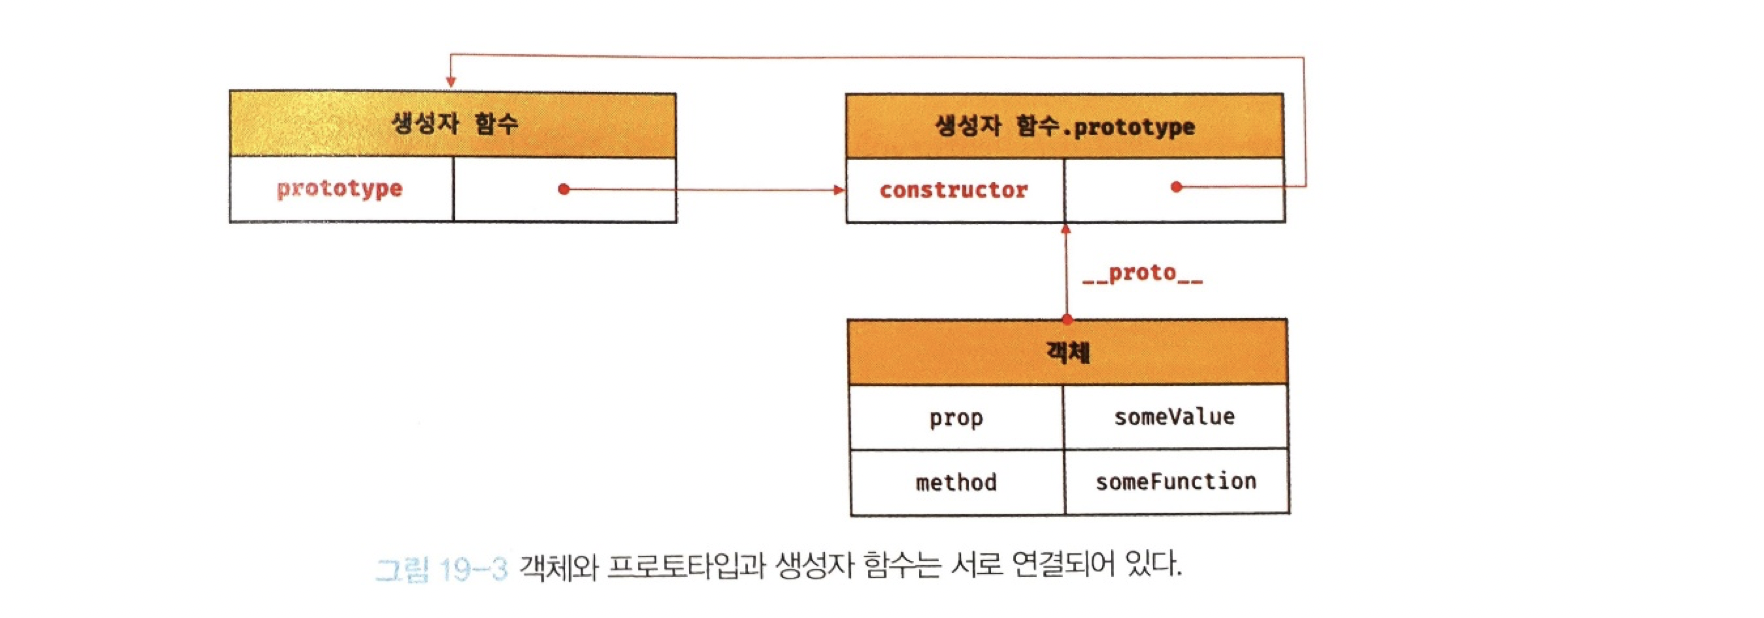 생성자 함수
생성자 함수.prototype
prototype
constructor
__proto__
객체
prop
someValue
method
someFunction
그림 19-3 객체와 프로토타입과 생성자 함수는 서로 연결되어 있다.